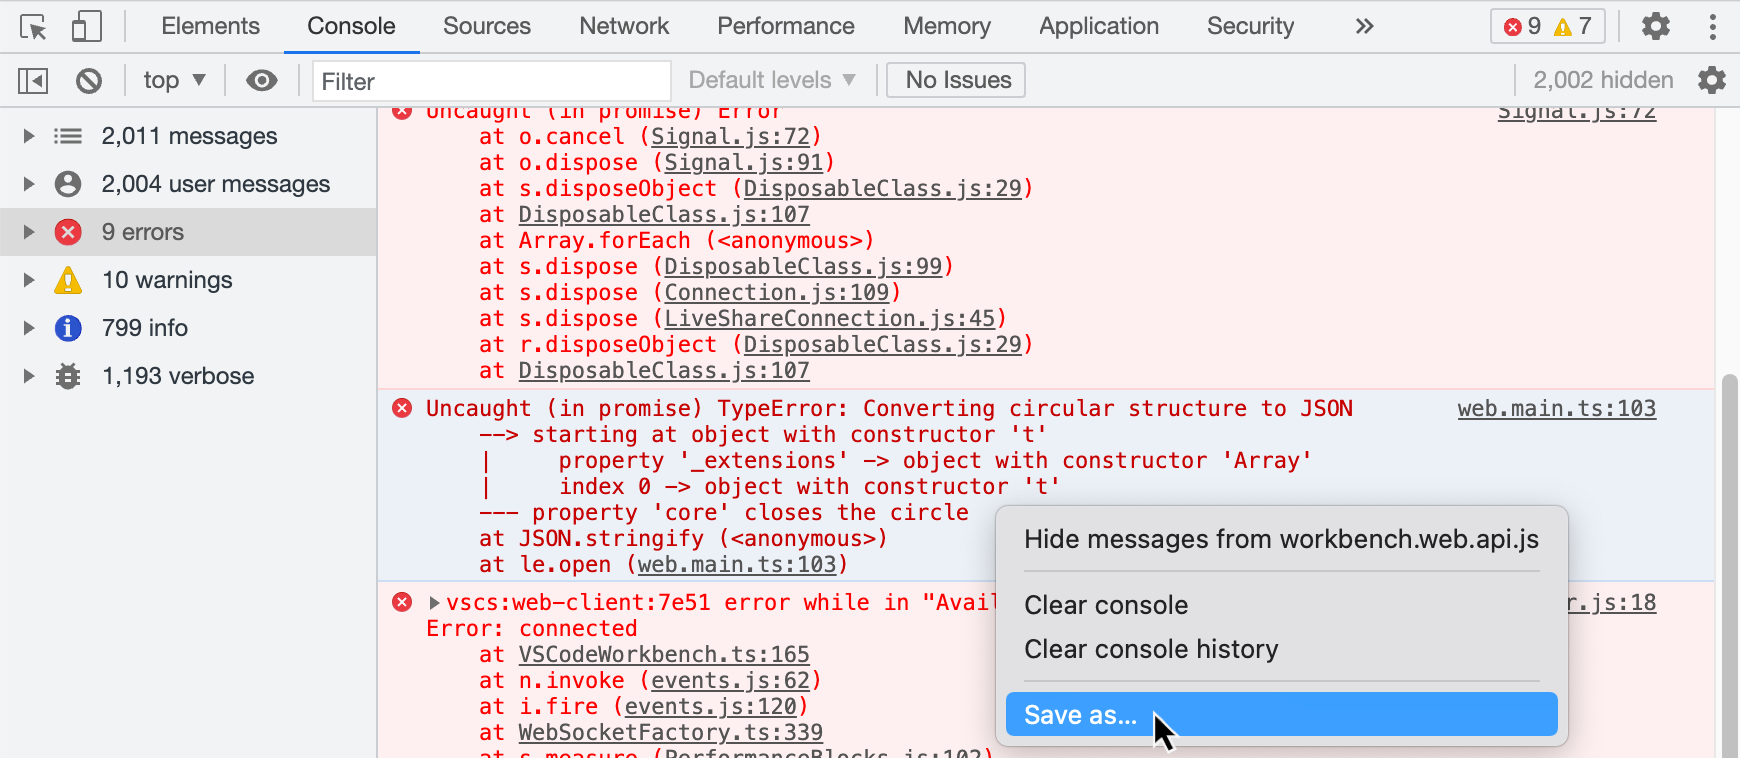 Elements Console Sources Network Performance Memory Application Security » 9 7
top ▼ Filter Default levels ▼ No Issues 2,002 hidden
2,011 messages
2,004 user messages
9 errors
10 warnings
799 info
1,193 verbose
Uncaught (in promise) Error Signal.js:72
at o.cancel (Signal.js:72)
at o.dispose (Signal.js:91)
at s.disposeObject (DisposableClass.js:29)
at DisposableClass.js:107
at Array.forEach (<anonymous>)
at s.dispose (DisposableClass.js:99)
at s.dispose (Connection.js:109)
at s.dispose (LiveShareConnection.js:45)
at r.disposeObject (DisposableClass.js:29)
at DisposableClass.js:107
Uncaught (in promise) TypeError: Converting circular structure to JSON web.main.ts:103
--> starting at object with constructor 't'
| property '_extensions' -> object with constructor 'Array'
| index 0 -> object with constructor 't'
--- property 'core' closes the circle
at JSON.stringify (<anonymous>)
at le.open (web.main.ts:103)
vscs:web-client:7e51 error while in "Avail r.js:18
Error: connected
at VSCodeWorkbench.ts:165
at n.invoke (events.js:62)
at i.fire (events.js:120)
at WebSocketFactory.ts:339
at s.measure (PerformanceBlocks.js:102)
Hide messages from workbench.web.api.js
Clear console
Clear console history
Save as...